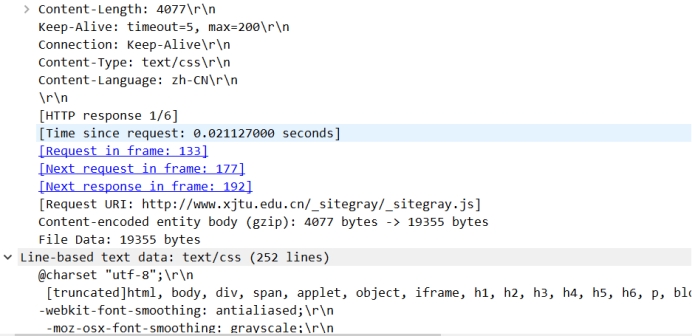 Content-Length: 4077\r\n
Keep-Alive: timeout=5, max=200\r\n
Connection: Keep-Alive\r\n
Content-Type: text/css\r\n
Content-Language: zh-CN\r\n
\r\n
[HTTP response 1/6]
[Time since request: 0.021127000 seconds]
[Request in frame: 133]
[Next request in frame: 177]
[Next response in frame: 192]
[Request URI: http://www.xjtu.edu.cn/_sitegray/_sitegray.js]
Content-encoded entity body (gzip): 4077 bytes -> 19355 bytes
File Data: 19355 bytes
Line-based text data: text/css (252 lines)
@charset "utf-8";\r\n
[truncated]html, body, div, span, applet, object, iframe, h1, h2, h3, h4, h5, h6, p, blo
-webkit-font-smoothing: antialiased;\r\n
-moz-osx-font-smoothing: grayscale;\r\n